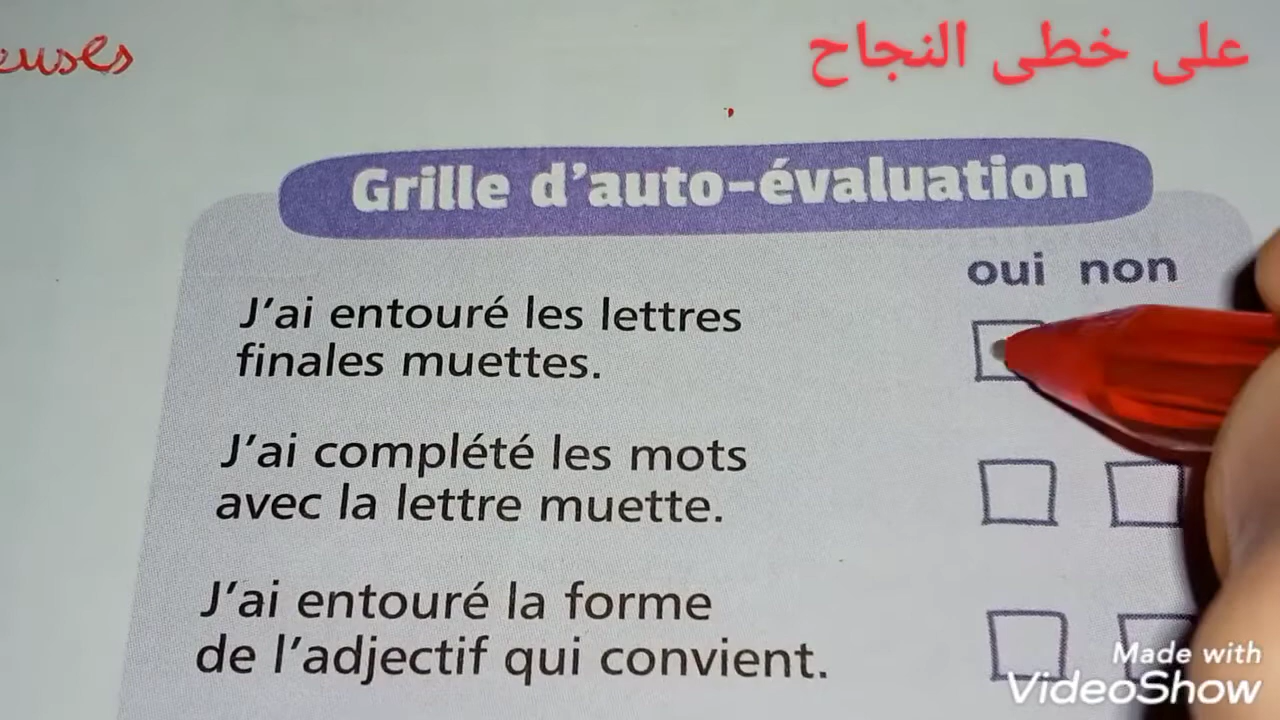 على خطى النجاح
Grille d'auto-évaluation
oui non
J'ai entouré les lettres
finales muettes.
J'ai complété les mots
avec la lettre muette.
J'ai entouré la forme
de l'adjectif qui convient.
Made with
VideoShow